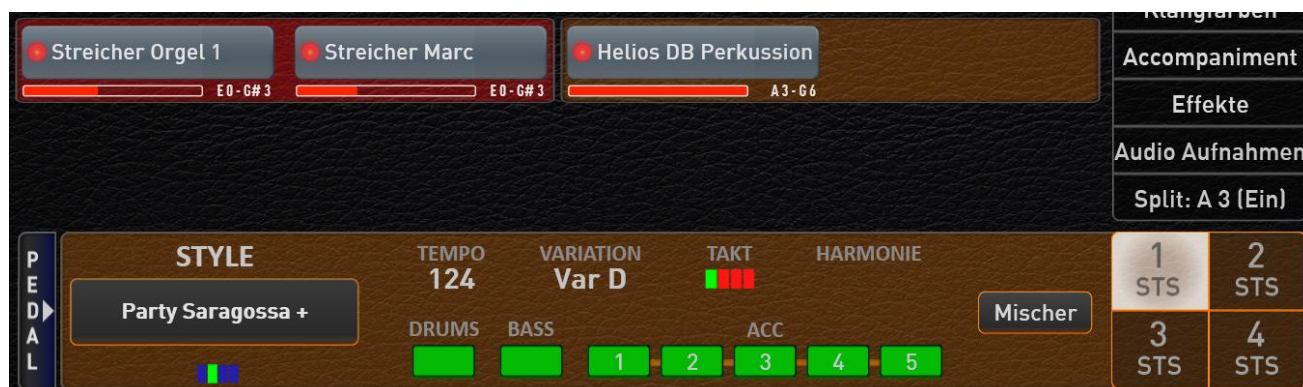 Klangfarben
Streicher Orgel 1
Streicher Marc
Helios DB Perkussion
Accompaniment
E0-G#3
E0-G#3
A3-G6
Effekte
Audio Aufnahmen
Split: A 3 (Ein)
PEDAL
STYLE
TEMPO
VARIATION
TAKT
HARMONIE
124
Var D
Party Saragossa +
Mischer
DRUMS
BASS
ACC
1
2
3
4
5
1
STS
2
STS
3
STS
4
STS